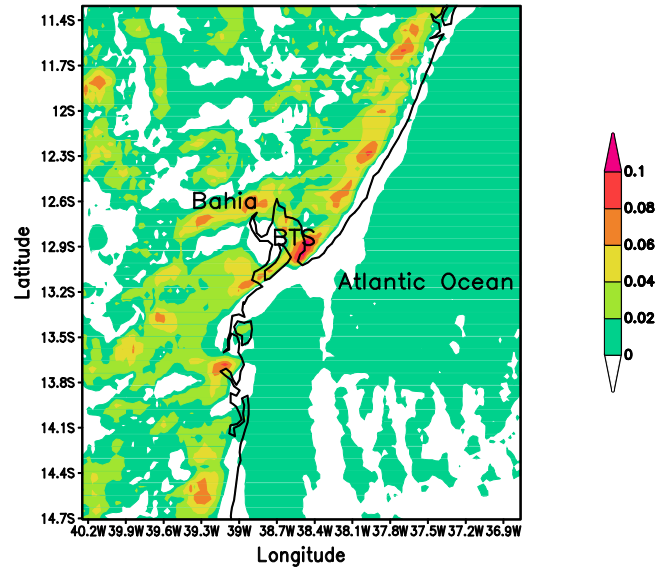 11.4S
11.7S
12S
12.3S
12.6S
12.9S
13.2S
13.5S
13.8S
14.1S
14.4S
14.7S
Latitude
Bahia
BTS
Atlantic Ocean
40.2W 39.9W 39.6W 39.3W 39W 38.7W 38.4W 38.1W 37.8W 37.5W 37.2W 36.9W
Longitude
0.1
0.08
0.06
0.04
0.02
0